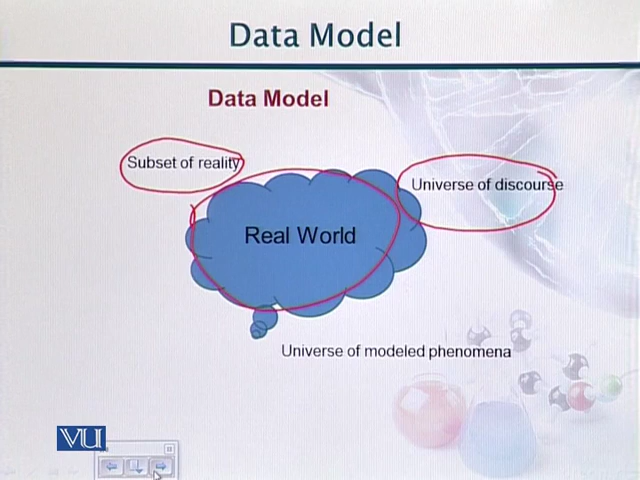 Data Model
Data Model
Subset of reality
Universe of discourse
Real World
Universe of modeled phenomena
VU